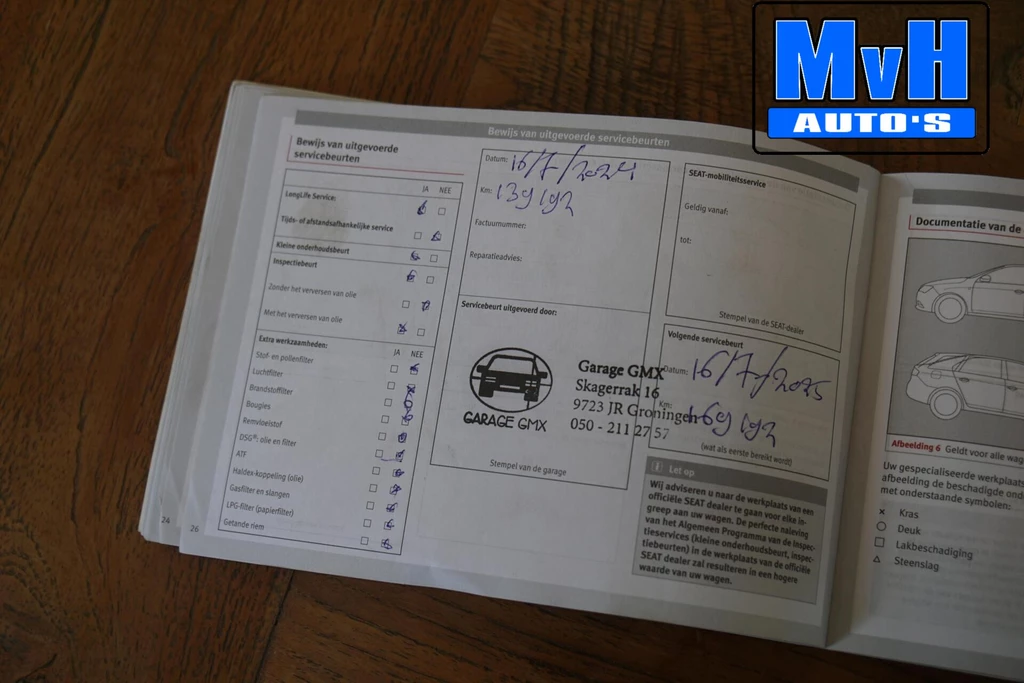 MvH
AUTO'S
Bewijs van uitgevoerde servicebeurten
Bewijs van uitgevoerde
servicebeurten
JA NEE
LongLife Service:
Tijds- of afstandsafhankelijke service
Kleine onderhoudsbeurt
Inspectiebeurt
Zonder het verversen van olie
Met het verversen van olie
Extra werkzaamheden:
JA NEE
Stof- en pollenfilter
Luchtfilter
Brandstoffilter
Bougies
Remvloeistof
DSG®: olie en filter
ATF
Haldex-koppeling (olie)
Gasfilter en slangen
LPG-filter (papierfilter)
Getande riem
24
26
Datum: 16/7/2024
Km: 139192
Factuurnummer:
Reparatieadvies:
Servicebeurt uitgevoerd door:
GARAGE GMX
Garage GMX
Skagerrak 16
9723 JR Groningen
050 - 211 27 57
Stempel van de garage
SEAT-mobiliteitsservice
Geldig vanaf:
tot:
Stempel van de SEAT-dealer
Volgende servicebeurt
Datum: 16/7/2025
Km: 169192
(wat als eerste bereikt wordt)
Let op
Wij adviseren u naar de werkplaats van een
officiële SEAT dealer te gaan voor elke in-
greep aan uw wagen. De perfecte naleving
van het Algemeen Programma van de inspec-
tieservices (kleine onderhoudsbeurt, inspec-
tiebeurten) in de werkplaats van de officiële
SEAT dealer zal resulteren in een hogere
waarde van uw wagen.
Documentatie van de
Afbeelding 6 Geldt voor alle wage
Uw gespecialiseerde werkplaats
afbeelding de beschadigde ond
met onderstaande symbolen:
× Kras
○ Deuk
□ Lakbeschadiging
△ Steenslag